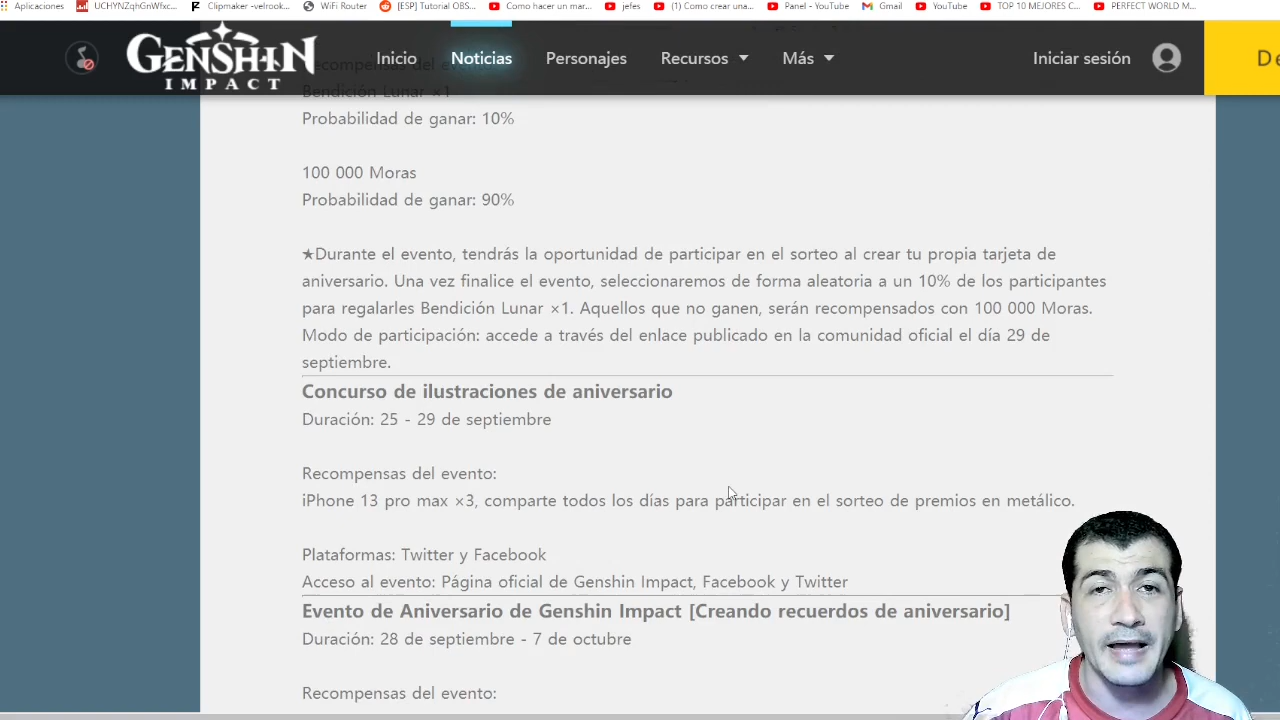 Aplicaciones
UCHYNZqhGnWfxc...
Clipmaker -velrook...
WiFi Router
[ESP] Tutorial OBS...
Como hacer un mar...
jefes
(1) Como crear una...
Panel - YouTube
Gmail
YouTube
TOP 10 MEJORES C...
PERFECT WORLD M...
GENSHIN
IMPACT
Inicio
Noticias
Personajes
Recursos
Más
Iniciar sesión
De
Recompensas del evento
Bendición Lunar ×1
Probabilidad de ganar: 10%
100 000 Moras
Probabilidad de ganar: 90%
★Durante el evento, tendrás la oportunidad de participar en el sorteo al crear tu propia tarjeta de
aniversario. Una vez finalice el evento, seleccionaremos de forma aleatoria a un 10% de los participantes
para regalarles Bendición Lunar ×1. Aquellos que no ganen, serán recompensados con 100 000 Moras.
Modo de participación: accede a través del enlace publicado en la comunidad oficial el día 29 de
septiembre.
Concurso de ilustraciones de aniversario
Duración: 25 - 29 de septiembre
Recompensas del evento:
iPhone 13 pro max ×3, comparte todos los días para participar en el sorteo de premios en metálico.
Plataformas: Twitter y Facebook
Acceso al evento: Página oficial de Genshin Impact, Facebook y Twitter
Evento de Aniversario de Genshin Impact [Creando recuerdos de aniversario]
Duración: 28 de septiembre - 7 de octubre
Recompensas del evento: